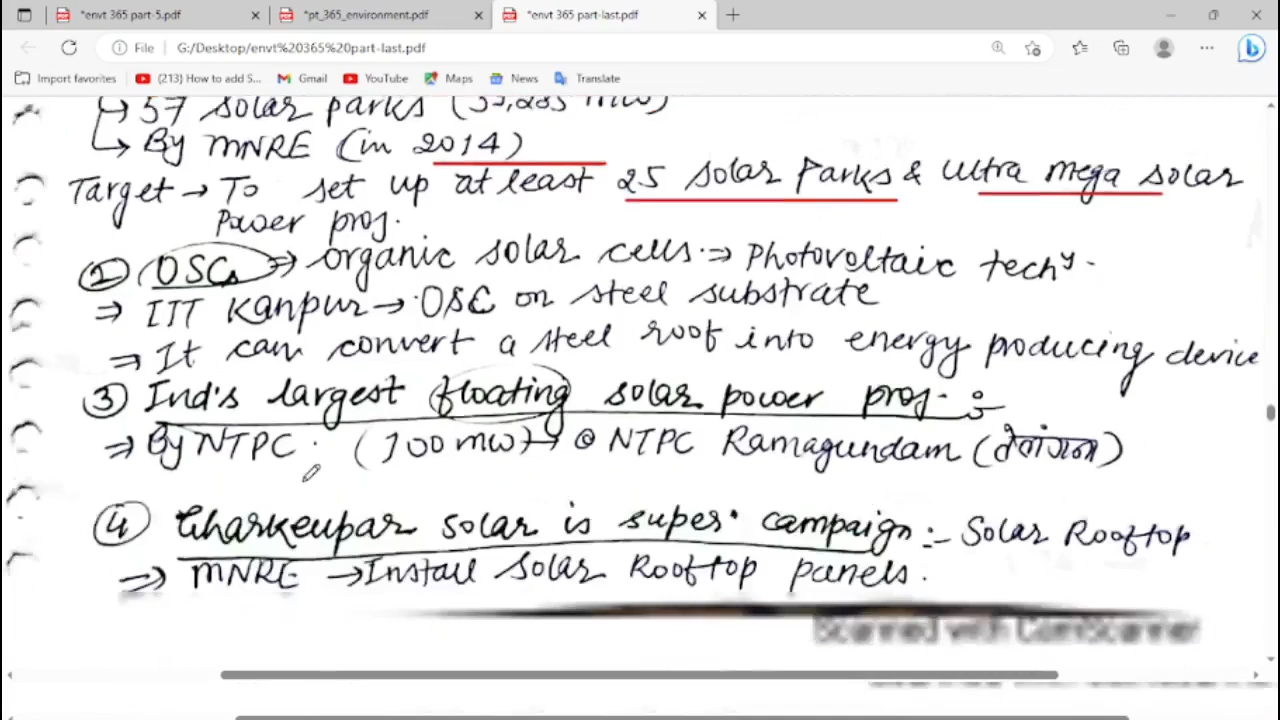 *envt 365 part-5.pdf
*pt_365_environment.pdf
*envt 365 part-last.pdf
File
G:/Desktop/envt%20365%20part-last.pdf
Import favorites
(213) How to add S...
Gmail
YouTube
Maps
News
Translate
↳ 57 solar parks
↳ By MNRE (in 2014)
Target → To set up at least 25 solar Parks & Ultra mega solar
Power proj.
② OSCs ⇒ organic solar cells. ⇒ Photovoltaic techy.
⇒ IIT Kanpur → OSC on steel substrate
⇒ It can convert a steel roof into energy producing device
③ Ind's largest floating solar power proj. :-
⇒ By NTPC. (100 mw) → @ NTPC Ramagundam (तेलंगाना)
④ Gharkeupar solar is super campaign :- Solar Rooftop
⇒ MNRE → Install Solar Rooftop panels.
Scanned with CamScanner